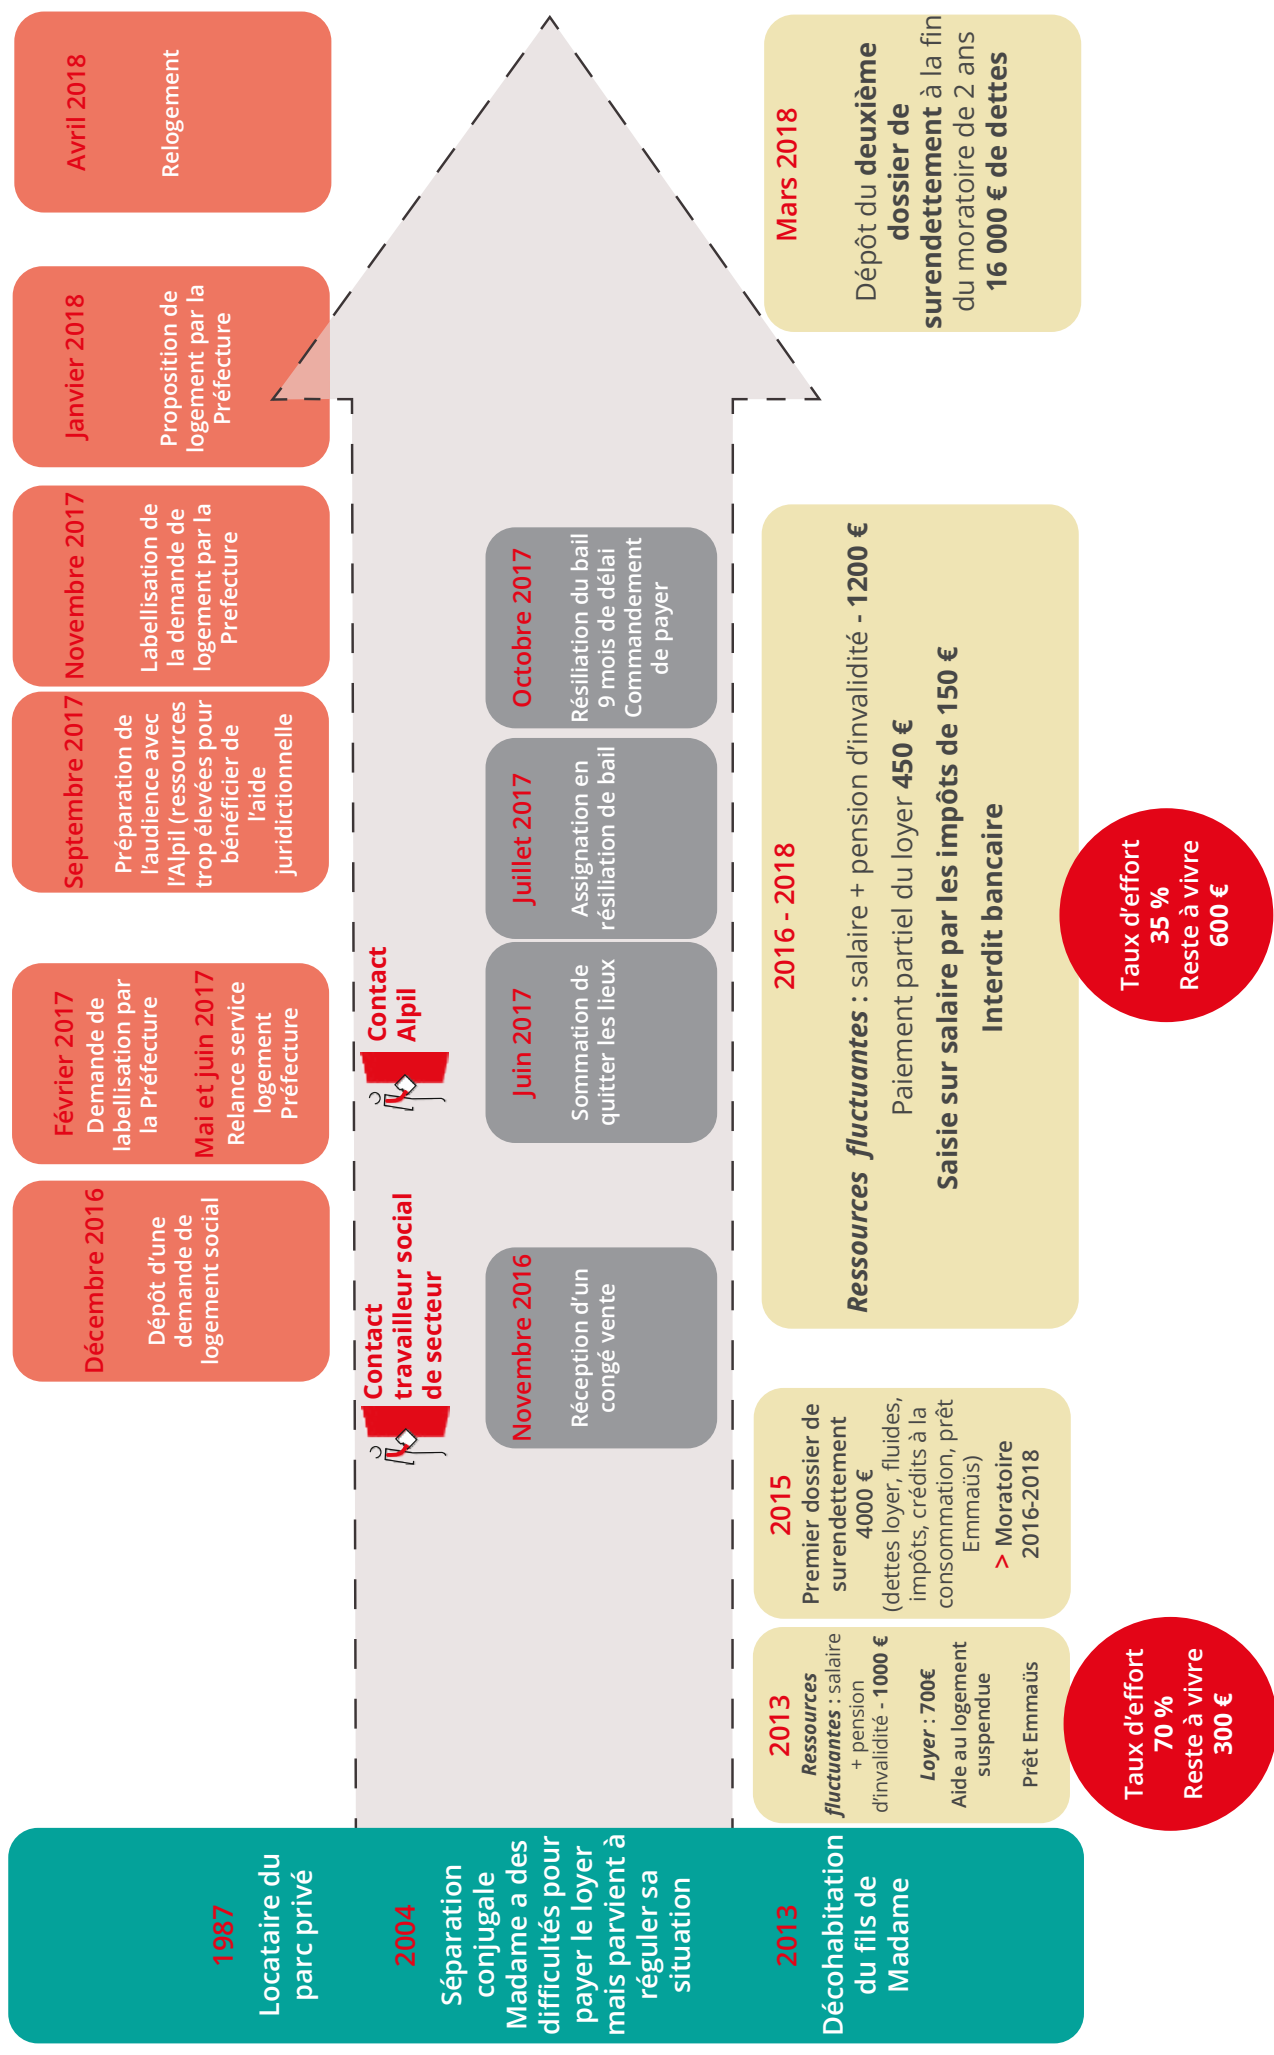 1987
Locataire du
parc privé
2004
Séparation
conjugale
Madame a des
difficultés pour
payer le loyer
mais parvient à
réguler sa
situation
2013
Décohabitation
du fils de
Madame
Décembre 2016
Dépôt d'une
demande de
logement social
Février 2017
Demande de
labellisation par
la Préfecture
Mai et juin 2017
Relance service
logement
Préfecture
Septembre 2017
Préparation de
l'audience avec
l'Alpil (ressources
trop élevées pour
bénéficier de
l'aide
juridictionnelle
Novembre 2017
Labellisation de
la demande de
logement par la
Prefecture
Janvier 2018
Proposition de
logement par la
Préfecture
Avril 2018
Relogement
Contact
travailleur social
de secteur
Contact
Alpil
Novembre 2016
Réception d'un
congé vente
Juin 2017
Sommation de
quitter les lieux
Juillet 2017
Assignation en
résiliation de bail
Octobre 2017
Résiliation du bail
9 mois de délai
Commandement
de payer
2013
Ressources
fluctuantes : salaire
+ pension
d'invalidité - 1000 €
Loyer : 700€
Aide au logement
suspendue
Prêt Emmaüs
Taux d'effort
70 %
Reste à vivre
300 €
2015
Premier dossier de
surendettement
4000 €
(dettes loyer, fluides,
impôts, crédits à la
consommation, prêt
Emmaüs)
> Moratoire
2016-2018
2016 - 2018
Ressources fluctuantes : salaire + pension d'invalidité - 1200 €
Paiement partiel du loyer 450 €
Saisie sur salaire par les impôts de 150 €
Interdit bancaire
Taux d'effort
35 %
Reste à vivre
600 €
Mars 2018
Dépôt du deuxième
dossier de
surendettement à la fin
du moratoire de 2 ans
16 000 € de dettes